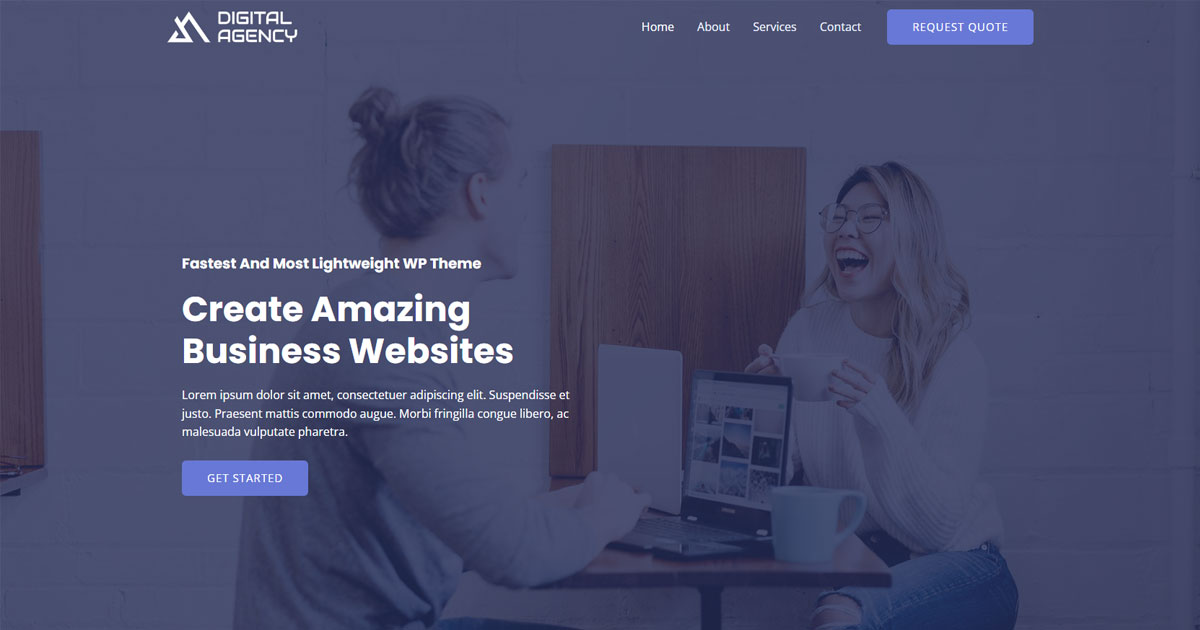 DIGITAL
AGENCY
Home About Services Contact REQUEST QUOTE
Fastest And Most Lightweight WP Theme
Create Amazing
Business Websites
Lorem ipsum dolor sit amet, consectetuer adipiscing elit. Suspendisse et
justo. Praesent mattis commodo augue. Morbi fringilla congue libero, ac
malesuada vulputate pharetra.
GET STARTED